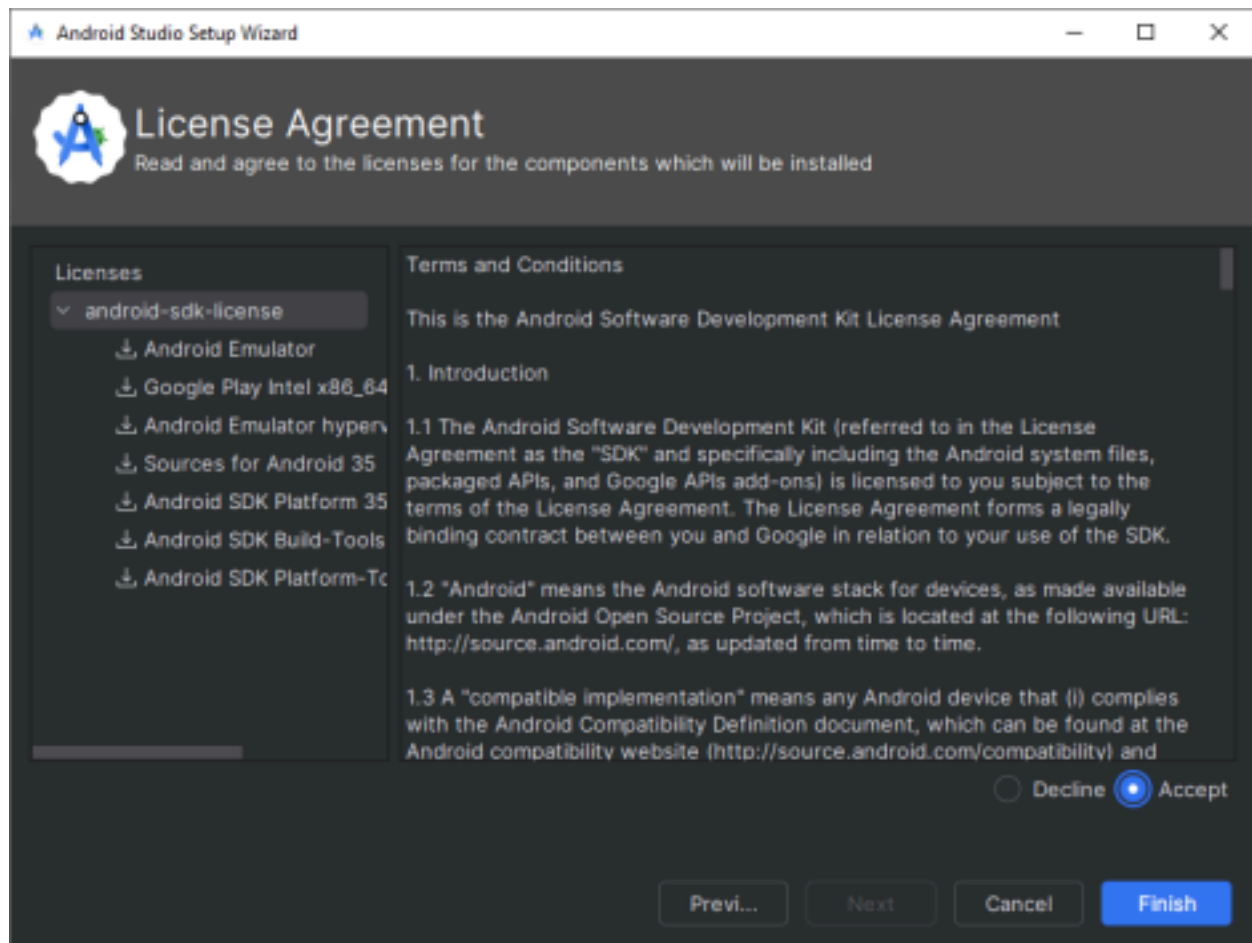 Android Studio Setup Wizard
License Agreement
Read and agree to the licenses for the components which will be installed
Licenses
android-sdk-license
Android Emulator
Google Play Intel x86_64
Android Emulator
Sources for Android 35
Android SDK Platform 35
Android SDK Build-Tools
Android SDK
Terms and Conditions
This is the Android Software Development Kit License Agreement
1. Introduction
1.1 The Android Software Development Kit (referred to in the License
Agreement as the "SDK" and specifically including the Android system files,
packaged APIs, and Google APIs add-ons) is licensed to you subject to the
terms of the License Agreement. The License Agreement forms a legally
binding contract between you and Google in relation to your use of the SDK.
1.2 "Android" means the Android software stack for devices, as made available
under the Android Open Source Project, which is located at the following URL:
http://source.android.com/, as updated from time to time.
1.3 A "compatible implementation" means any Android device that (i) complies
with the Android Compatibility Definition document, which can be found at the
Android compatibility website (http://source.android.com/compatibility) and
Decline Accept
Previ... Next Cancel Finish